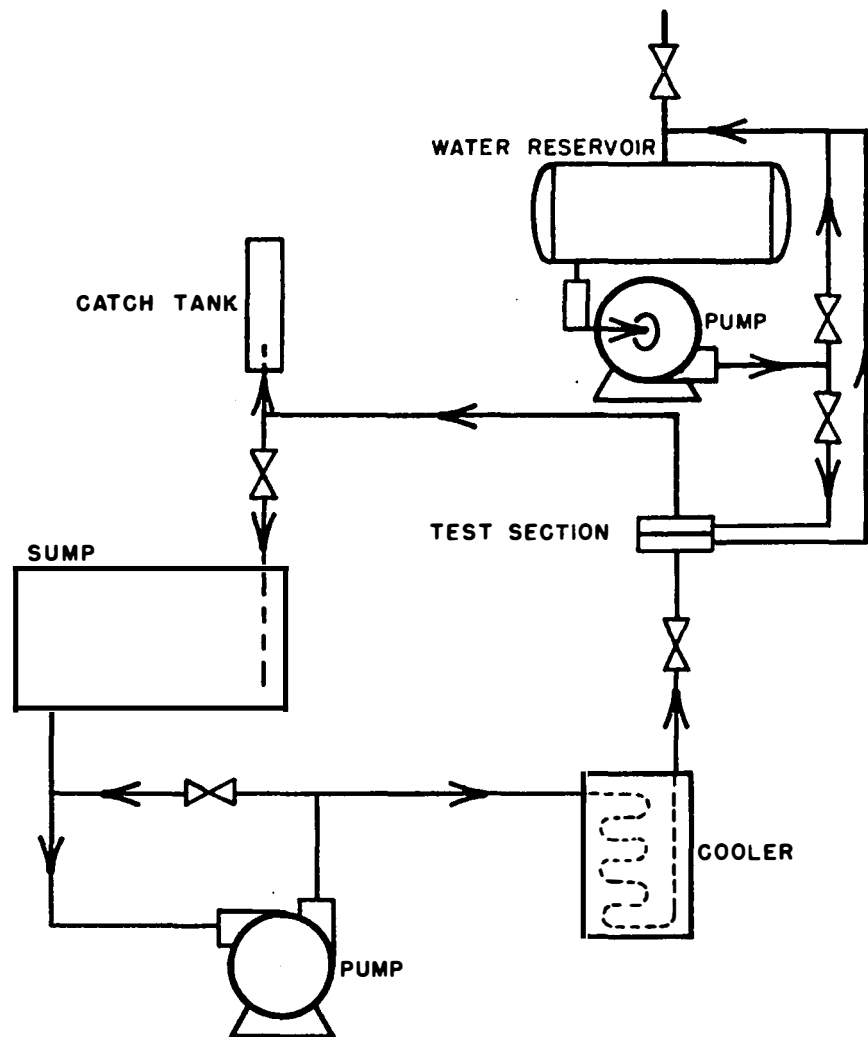 WATER RESERVOIR
CATCH TANK
PUMP
TEST SECTION
SUMP
COOLER
PUMP